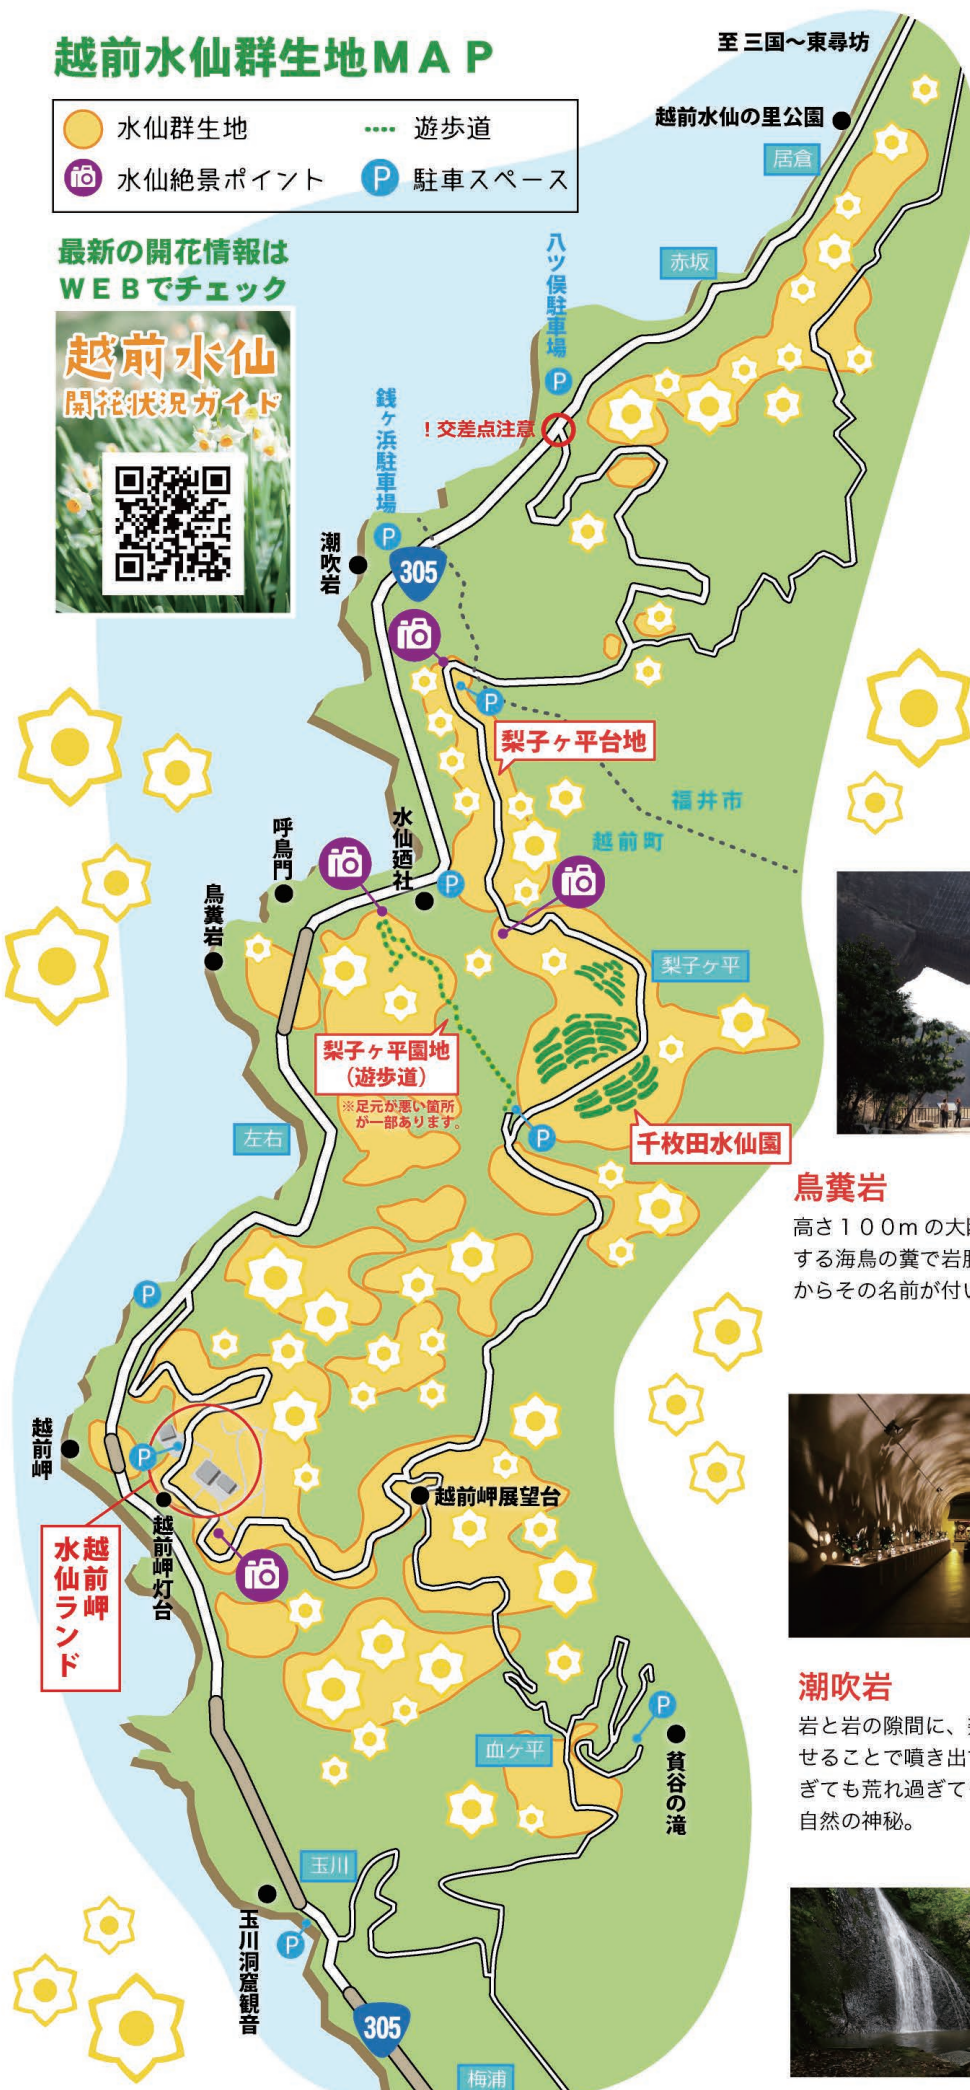 越前水仙群生地MAP
水仙群生地
遊歩道
水仙絶景ポイント
P 駐車スペース
最新の開花情報は
WEBでチェック
越前水仙
開花状況ガイド
至 三国〜東尋坊
越前水仙の里公園
居倉
赤坂
八ツ俣駐車場
P
！交差点注意
銭ヶ浜駐車場
P
潮吹岩
305
P
梨子ヶ平台地
福井市
越前町
水仙廼社
P
呼鳥門
鳥糞岩
梨子ヶ平
梨子ヶ平園地
（遊歩道）
※足元が悪い箇所
が一部あります。
P
千枚田水仙園
左右
P
越前岬
P
越前岬展望台
越前岬
水仙ランド
越前岬灯台
P
血ヶ平
貧谷の滝
玉川
玉川洞窟観音
P
305
梅浦
鳥糞岩
高さ１００ｍの大
する海鳥の糞で岩
からその名前が付い
潮吹岩
岩と岩の隙間に、
せることで噴き出
ぎても荒れ過ぎて
自然の神秘。